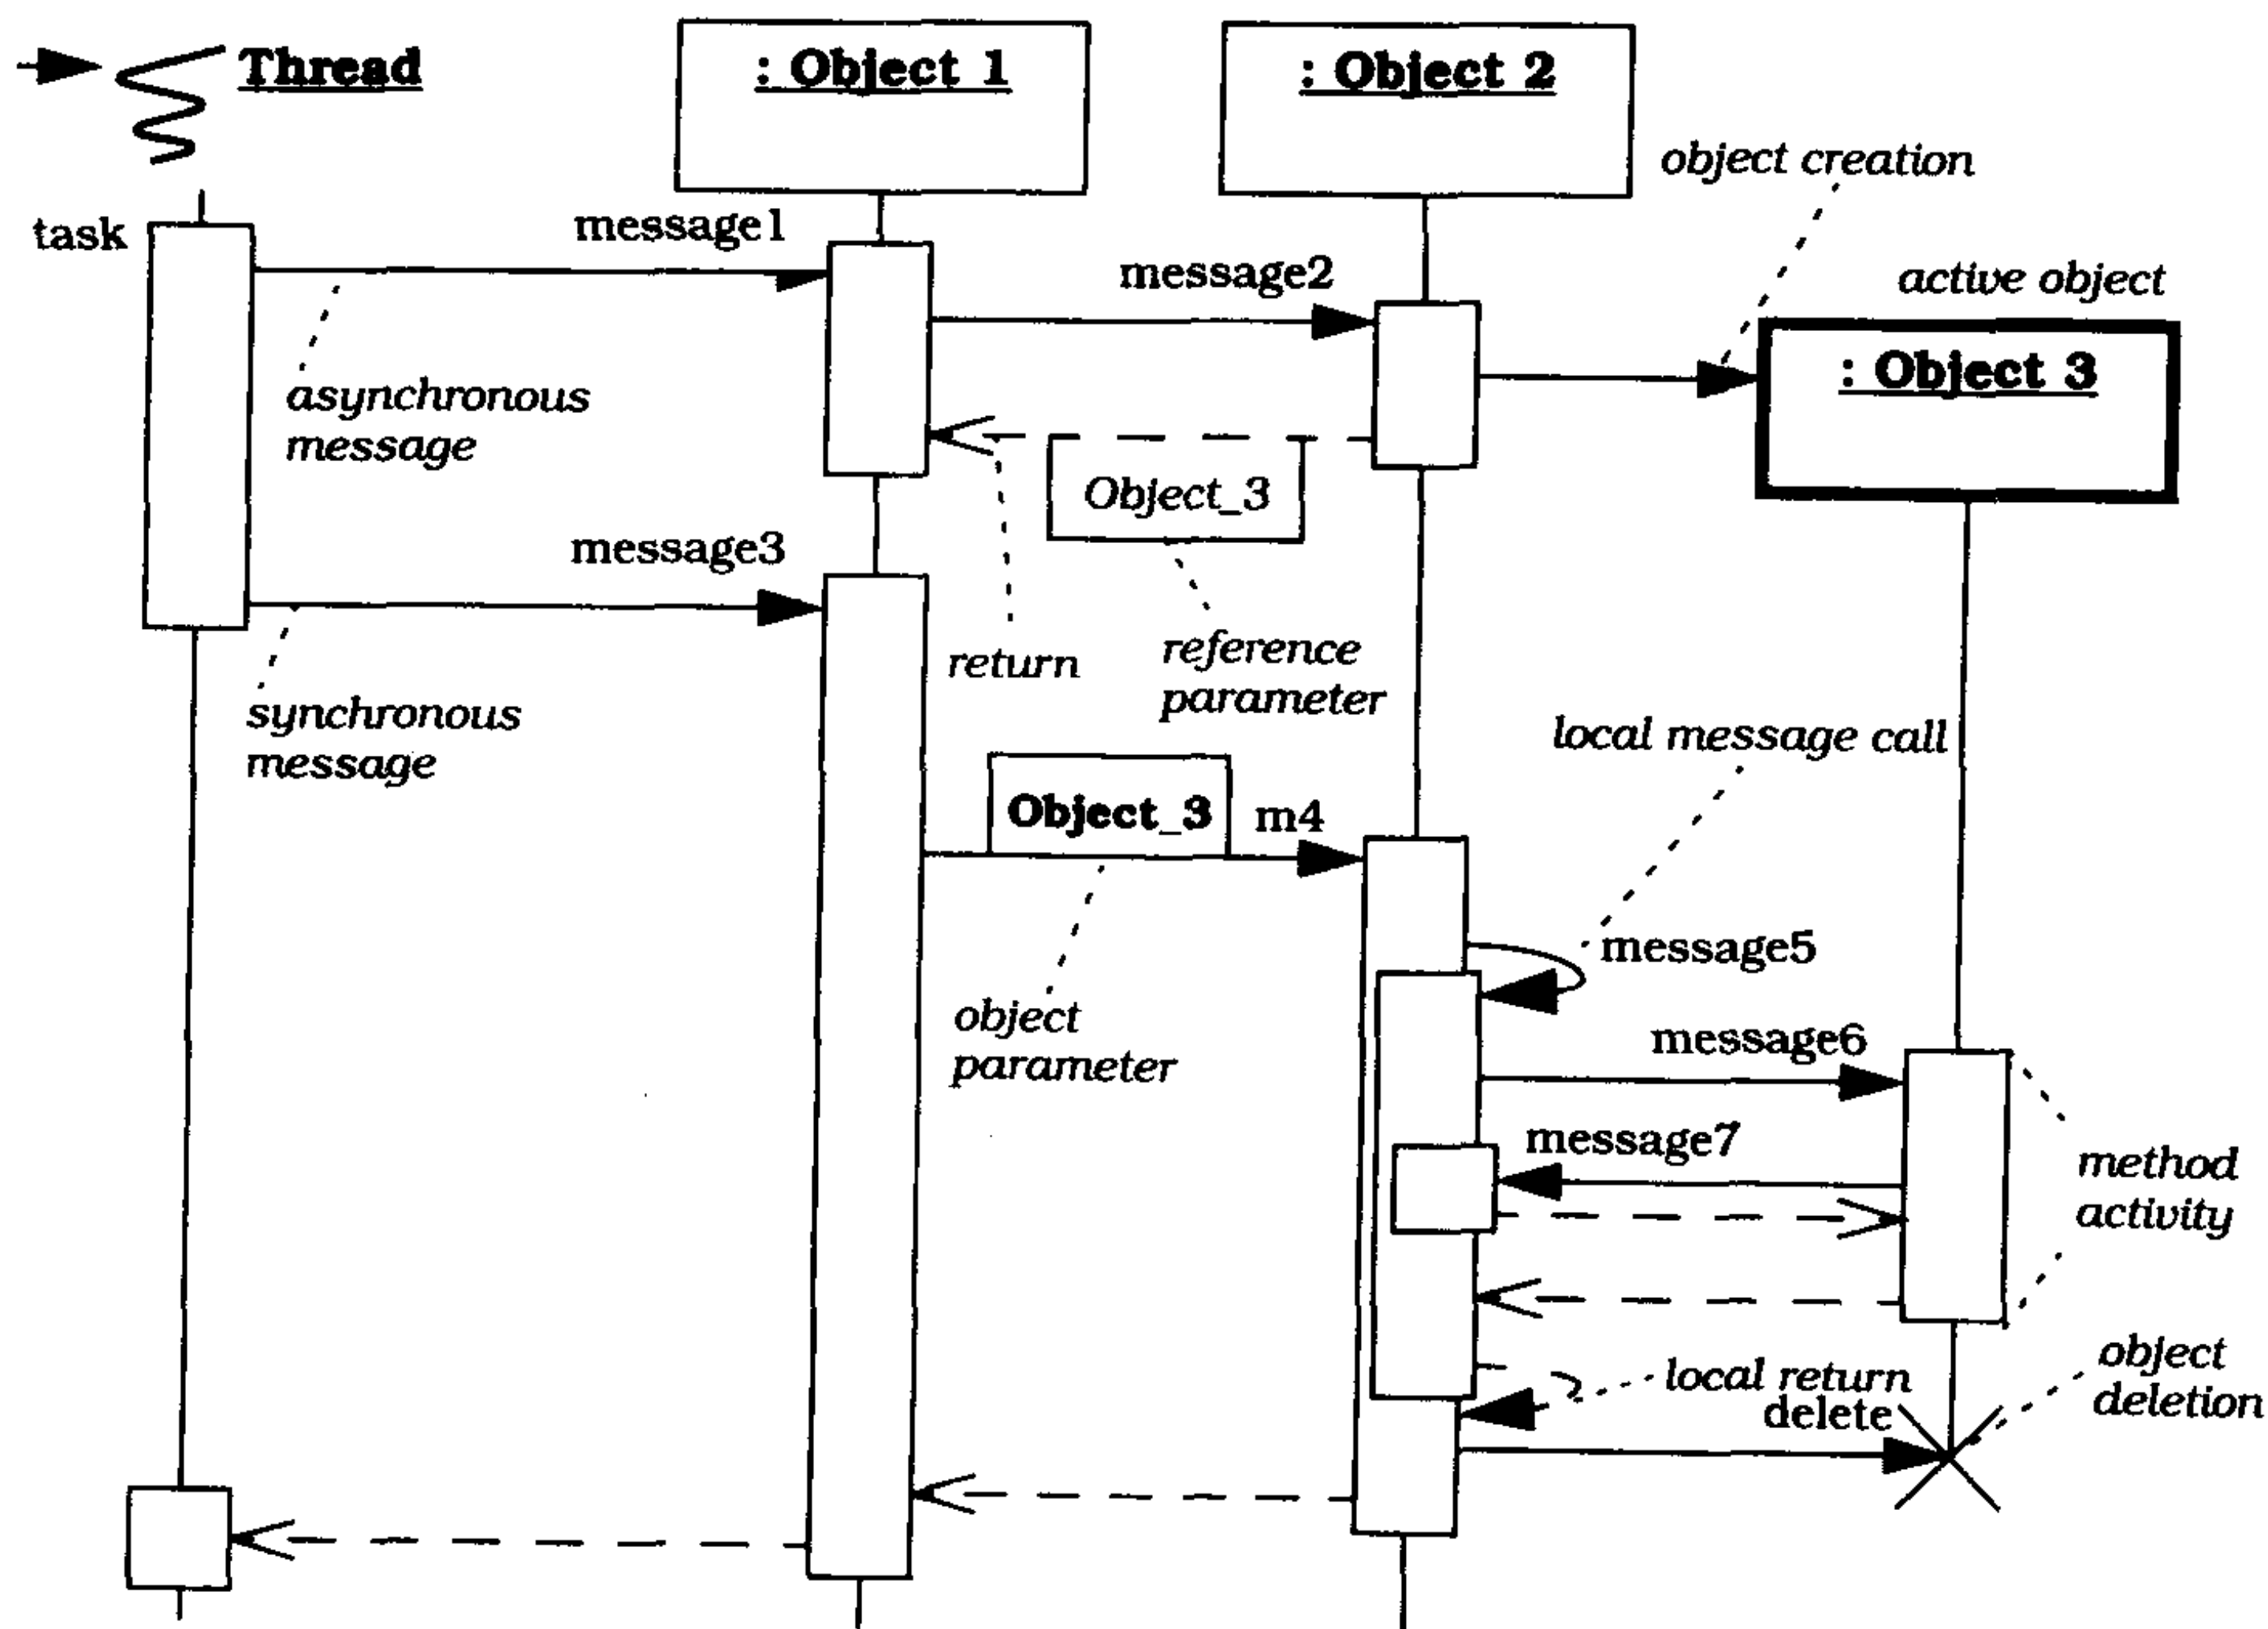 Thread
: Object 1
: Object 2
object creation
task
message1
message2
active object
: Object 3
asynchronous
message
Object_3
message3
return
reference
parameter
synchronous
message
local message call
Object_3
m4
message5
object
parameter
message6
message7
method
activity
object
deletion
local return
delete